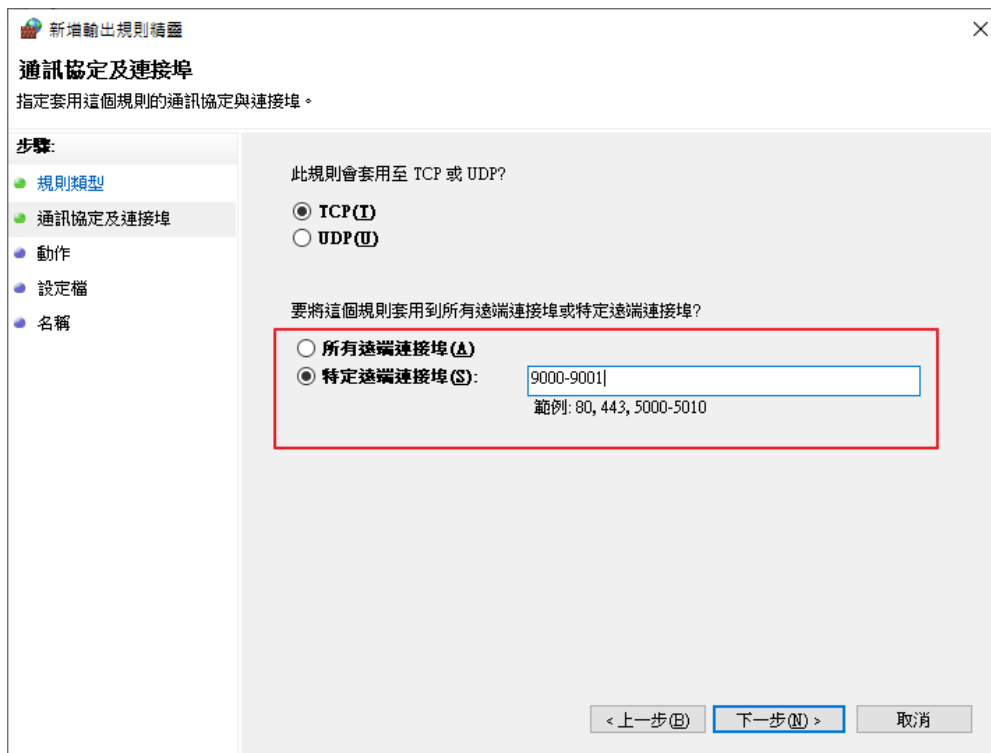 新增輸出規則精靈
通訊協定及連接埠
指定套用這個規則的通訊協定與連接埠。
步驟:
規則類型
通訊協定及連接埠
動作
設定檔
名稱
此規則會套用至 TCP 或 UDP?
TCP(T)
UDP(U)
要將這個規則套用到所有遠端連接埠或特定遠端連接埠?
所有遠端連接埠(A)
特定遠端連接埠(S): 9000-9001
範例: 80, 443, 5000-5010
< 上一步(B) 下一步(N) > 取消